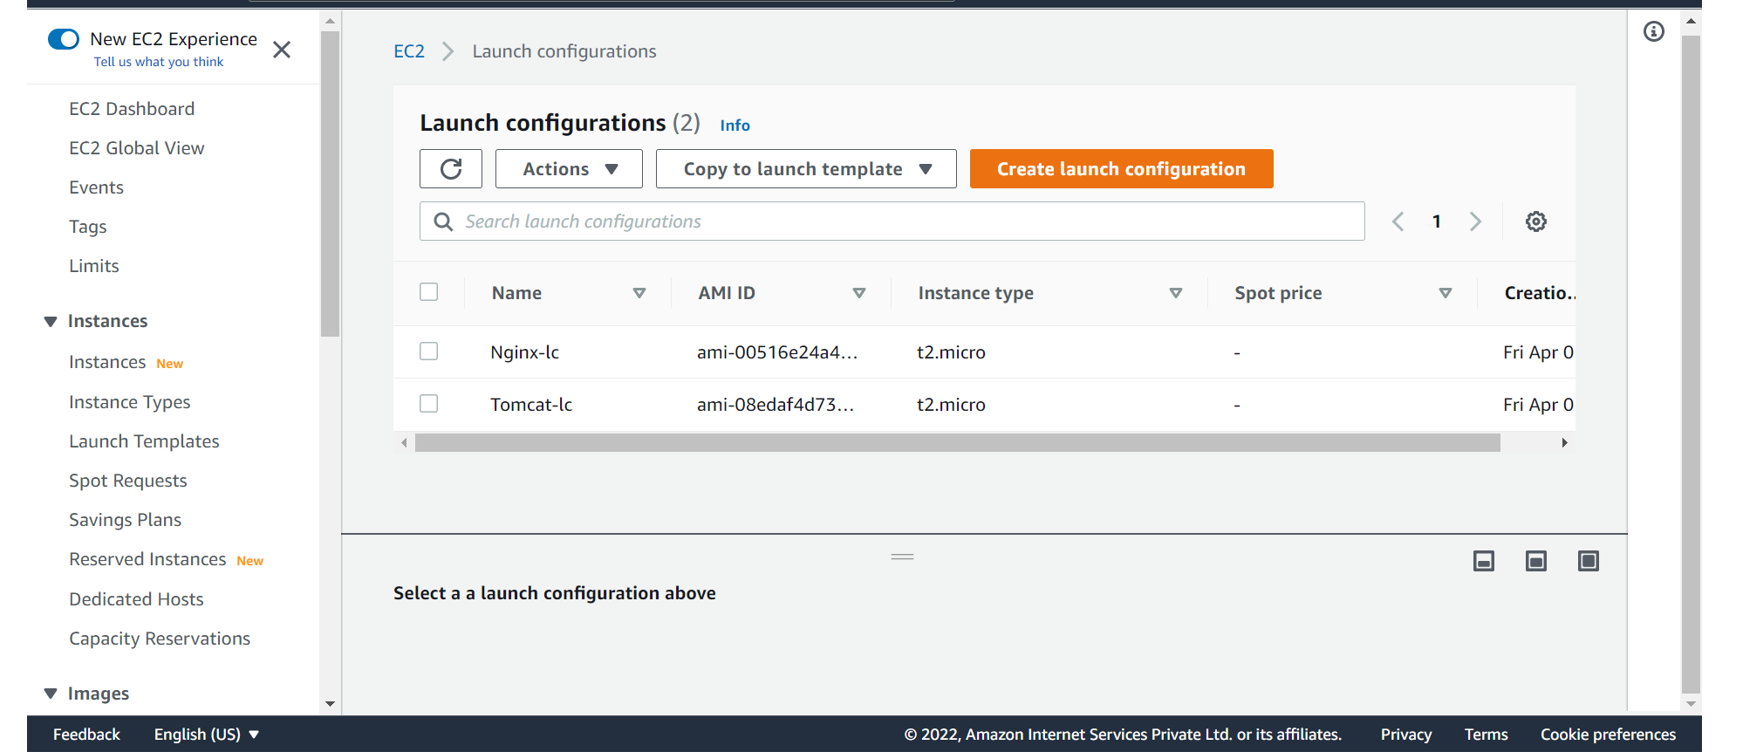 New EC2 Experience
Tell us what you think
EC2 Dashboard
EC2 Global View
Events
Tags
Limits
Instances
Instances New
Instance Types
Launch Templates
Spot Requests
Savings Plans
Reserved Instances New
Dedicated Hosts
Capacity Reservations
Images
EC2 Launch configurations
Launch configurations (2) Info
Actions Copy to launch template Create launch configuration
Search launch configurations 1
Name AMI ID Instance type Spot price Creatio..
Nginx-lc ami-00516e24a4... t2.micro - Fri Apr 0
Tomcat-lc ami-08edaf4d73... t2.micro - Fri Apr 0
Select a a launch configuration above
Feedback English (US) © 2022, Amazon Internet Services Private Ltd. or its affiliates. Privacy Terms Cookie preferences